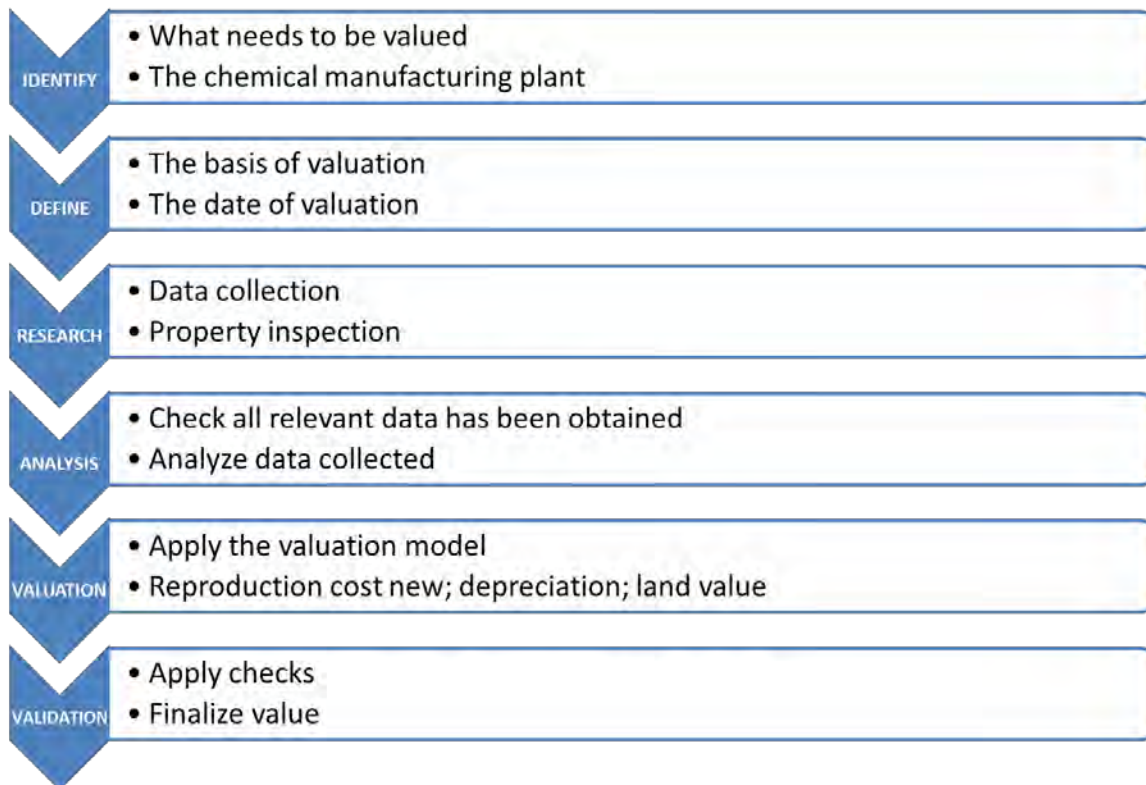 IDENTIFY
• What needs to be valued
• The chemical manufacturing plant
DEFINE
• The basis of valuation
• The date of valuation
RESEARCH
• Data collection
• Property inspection
ANALYSIS
• Check all relevant data has been obtained
• Analyze data collected
VALUATION
• Apply the valuation model
• Reproduction cost new; depreciation; land value
VALIDATION
• Apply checks
• Finalize value